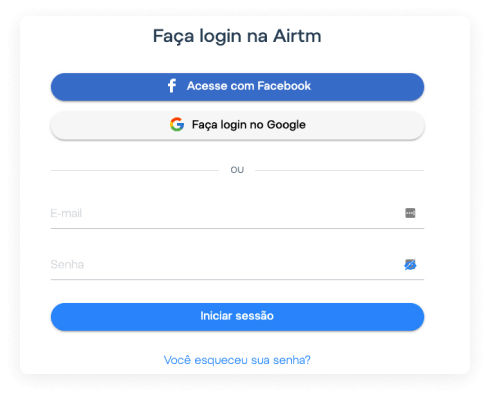 Faça login na Airtm
Acesse com Facebook
Faça login no Google
OU
E-mail
Senha
Iniciar sessão
Você esqueceu sua senha?